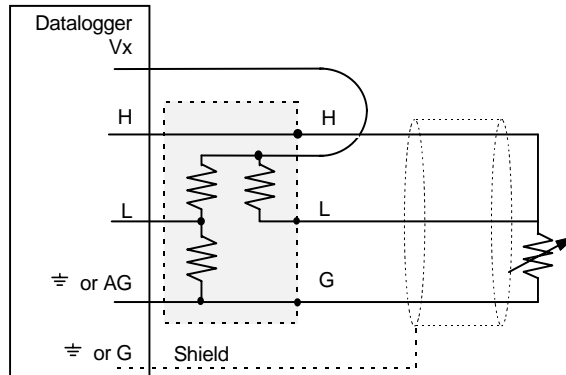 Datalogger
Vx
H H
L L
⏚ or AG G
⏚ or G Shield